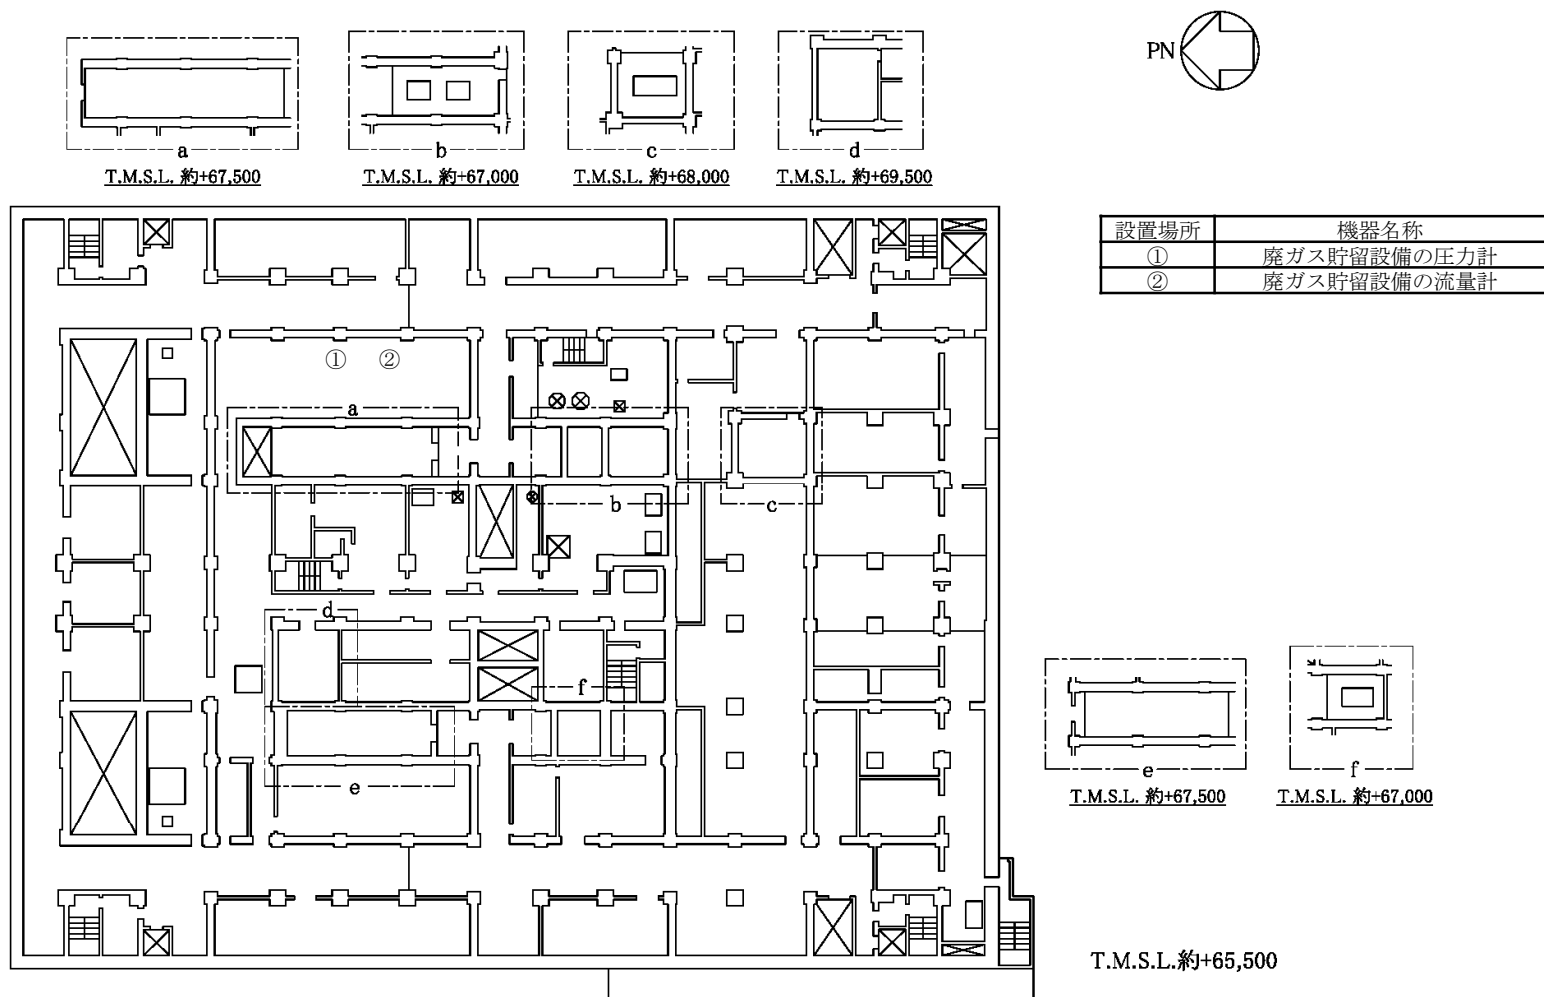 PN
a
T.M.S.L. 約+67,500
b
T.M.S.L. 約+67,000
c
T.M.S.L. 約+68,000
d
T.M.S.L. 約+69,500
設置場所 機器名称
① 廃ガス貯留設備の圧力計
② 廃ガス貯留設備の流量計
① ②
a
b
c
d
f
e
e
T.M.S.L. 約+67,500
f
T.M.S.L. 約+67,000
T.M.S.L.約+65,500